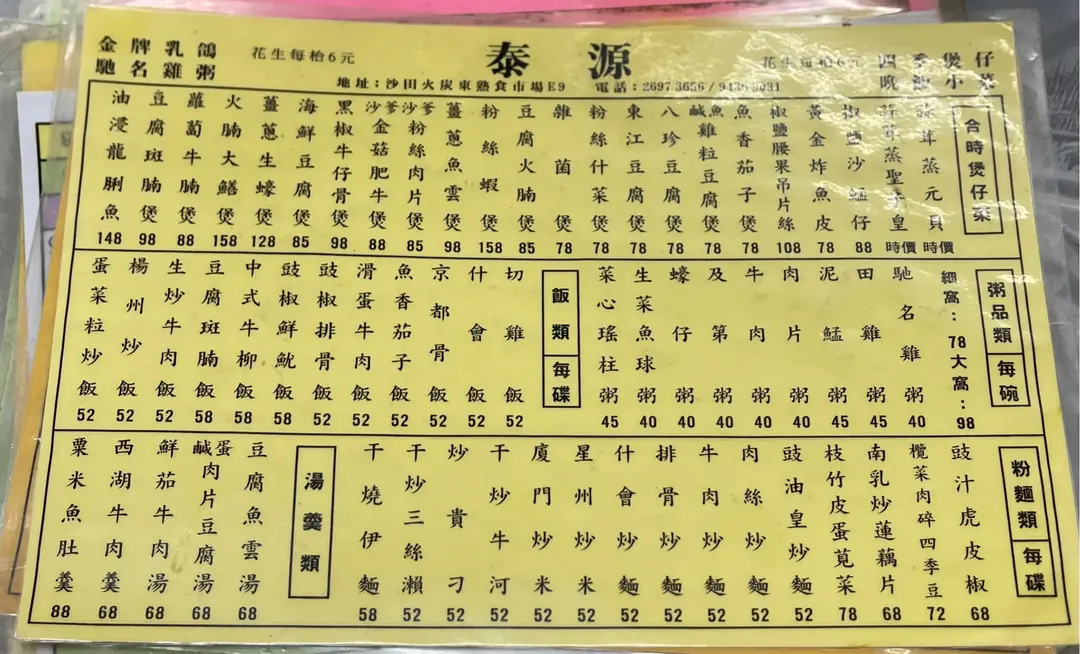 金牌乳鴿
馳名雞粥
花生每枱6元
泰源
花生每枱6元
四季煲仔
晚飯小菜
地址:沙田火炭東熟食市場E9 電話:2697 3656 /
合時煲仔菜
蒜茸蒸元貝 時價
蒜茸蒸聖子皇 時價
椒鹽沙鯭仔 88
黃金炸魚皮 78
椒鹽腰果吊片絲 108
魚香茄子煲 78
鹹魚雞粒豆腐煲 78
八珍豆腐煲 78
東江豆腐煲 78
粉絲什菜煲 78
雜菌煲 78
豆腐火腩煲 85
粉絲蝦煲 158
薑蔥魚雲煲 98
沙爹粉絲肉片 85
沙爹金菇肥牛 88
黑椒牛仔骨 98
海鮮豆腐煲 85
薑蔥生蠔煲 128
火腩大鱔煲 158
蘿蔔牛腩煲 88
豆腐斑腩煲 98
油浸龍脷魚 148
粥品類 每碗
細窩:78大窩:98
馳名雞粥 40
田雞粥 45
泥鯭粥 45
肉片粥 40
牛肉粥 40
及第粥 40
蠔仔粥 40
生菜魚球粥 40
菜心瑤柱粥 45
飯類 每碟
切雞飯 52
什會飯 52
京都骨飯 52
魚香茄子飯 52
滑蛋牛肉飯 52
豉椒排骨飯 52
豉椒鮮魷飯 58
中式牛柳飯 58
豆腐斑腩飯 58
生炒牛肉飯 52
楊州炒飯 52
蛋菜粒炒飯 52
粉麵類 每碟
豉汁虎皮椒 68
欖菜肉碎四季豆 72
南乳炒蓮藕片 68
枝竹皮蛋莧菜 78
豉油皇炒麵 52
肉絲炒麵 52
牛肉炒麵 52
排骨炒麵 52
什會炒麵 52
星州炒米 52
廈門炒米 52
干炒牛河 52
炒貴刁 52
干炒三絲瀨 52
干燒伊麵 58
湯羹類
豆腐魚雲湯 68
鹹蛋肉片豆腐湯 68
鮮茄牛肉湯 68
西湖牛肉羹 68
粟米魚肚羹 88